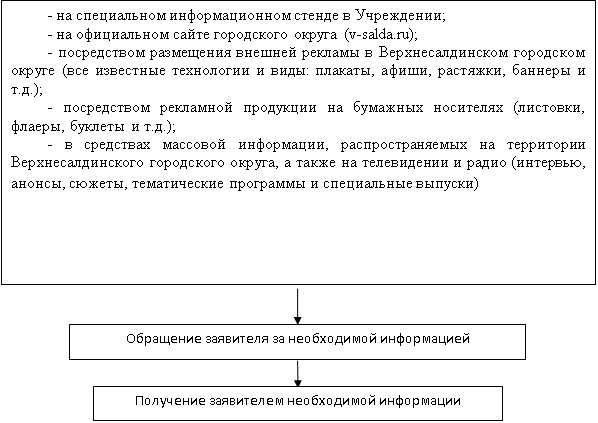 - на специальном информационном стенде в Учреждении;
- на официальном сайте городского округа (v-salda.ru);
- посредством размещения внешней рекламы в Верхнесалдинском городском
округе (все известные технологии и виды: плакаты, афиши, растяжки, баннеры и
т.д.);
- посредством рекламной продукции на бумажных носителях (листовки,
флаеры, буклеты и т.д.);
- в средствах массовой информации, распространяемых на территории
Верхнесалдинского городского округа, а также на телевидении и радио (интервью,
анонсы, сюжеты, тематические программы и специальные выпуски)
Обращение заявителя за необходимой информацией
Получение заявителем необходимой информации